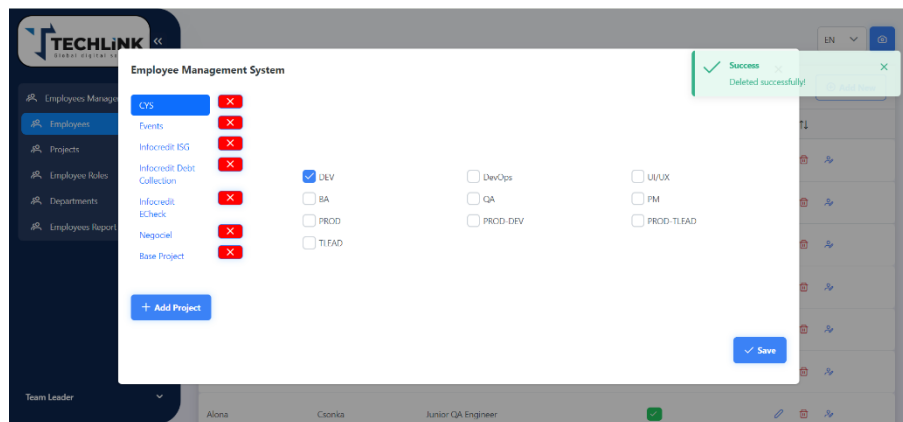 TECHLiNK
Global digital
EN
Employee Management System
Success
Deleted successfully!
Add New
Employees Manage
Employees
Projects
Employee Roles
Departments
Employees Report
CYS
Events
Infocredit ISG
Infocredit Debt
Collection
Infocredit
ECheck
Negociel
Base Project
DEV
DevOps
UI/UX
BA
QA
PM
PROD
PROD-DEV
PROD-TLEAD
TLEAD
+ Add Project
Save
Team Leader
Alona
Csonka
Junior QA Engineer